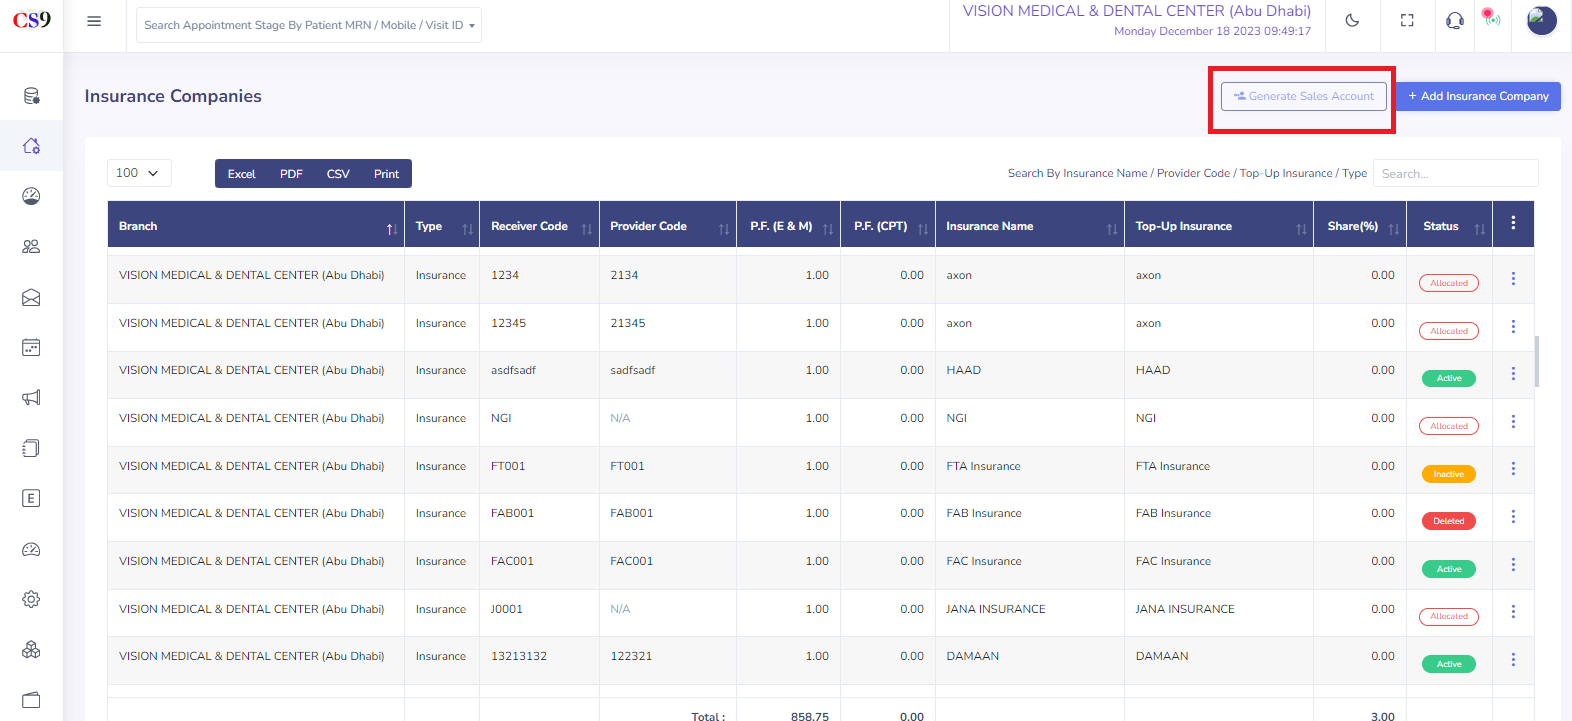 CS9
Search Appointment Stage By Patient MRN / Mobile / Visit ID
VISION MEDICAL & DENTAL CENTER (Abu Dhabi)
Monday December 18 2023 09:49:17
Insurance Companies
Generate Sales Account
+ Add Insurance Company
100
Excel PDF CSV Print
Search By Insurance Name / Provider Code / Top-Up Insurance / Type Search...
Branch Type Receiver Code Provider Code P.F. (E & M) P.F. (CPT) Insurance Name Top-Up Insurance Share(%) Status
VISION MEDICAL & DENTAL CENTER (Abu Dhabi) Insurance 1234 2134 1.00 0.00 axon axon 0.00 Allocated
VISION MEDICAL & DENTAL CENTER (Abu Dhabi) Insurance 12345 21345 1.00 0.00 axon axon 0.00 Allocated
VISION MEDICAL & DENTAL CENTER (Abu Dhabi) Insurance asdfsadf sadfsadf 1.00 0.00 HAAD HAAD 0.00 Active
VISION MEDICAL & DENTAL CENTER (Abu Dhabi) Insurance NGI N/A 1.00 0.00 NGI NGI 0.00 Allocated
VISION MEDICAL & DENTAL CENTER (Abu Dhabi) Insurance FT001 FT001 1.00 0.00 FTA Insurance FTA Insurance 0.00 Inactive
VISION MEDICAL & DENTAL CENTER (Abu Dhabi) Insurance FAB001 FAB001 1.00 0.00 FAB Insurance FAB Insurance 0.00 Deleted
VISION MEDICAL & DENTAL CENTER (Abu Dhabi) Insurance FAC001 FAC001 1.00 0.00 FAC Insurance FAC Insurance 0.00 Active
VISION MEDICAL & DENTAL CENTER (Abu Dhabi) Insurance J0001 N/A 1.00 0.00 JANA INSURANCE JANA INSURANCE 0.00 Allocated
VISION MEDICAL & DENTAL CENTER (Abu Dhabi) Insurance 13213132 122321 1.00 0.00 DAMAAN DAMAAN 0.00 Active
Total : 858.75 0.00 3.00
E